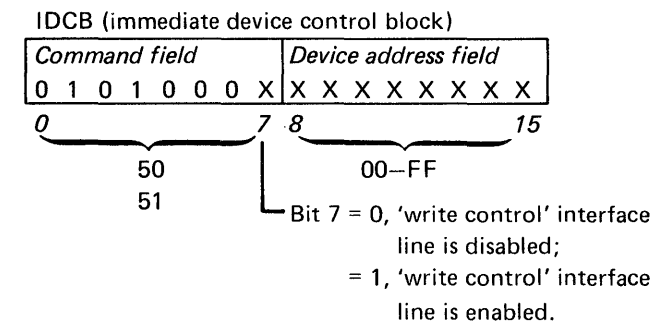 IDCB (immediate device control block)
Command field Device address field
0 1 0 1 0 0 0 X X X X X X X X X
0 7 8 15
50 00–FF
51
Bit 7 = 0, 'write control' interface
line is disabled;
= 1, 'write control' interface
line is enabled.